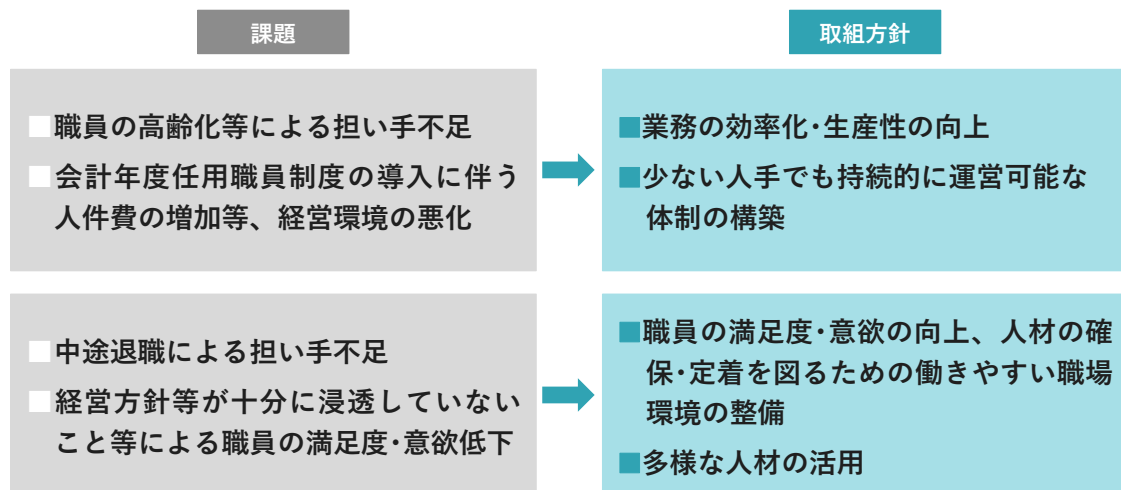 課題
取組方針
■職員の高齢化等による担い手不足
■会計年度任用職員制度の導入に伴う
人件費の増加等、経営環境の悪化
■業務の効率化･生産性の向上
■少ない人手でも持続的に運営可能な
体制の構築
■中途退職による担い手不足
■経営方針等が十分に浸透していない
こと等による職員の満足度･意欲低下
■職員の満足度･意欲の向上、人材の確
保･定着を図るための働きやすい職場
環境の整備
■多様な人材の活用